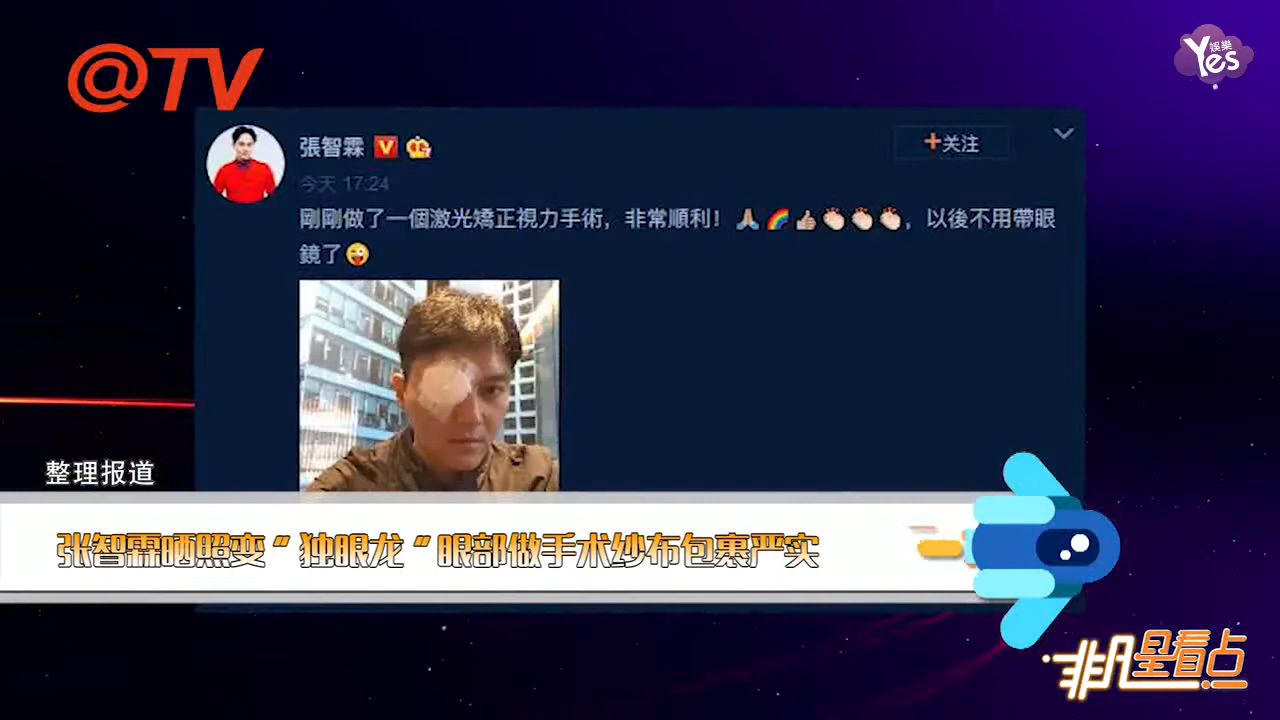 @TV
娛樂
Yes
張智霖
今天 17:24
+关注
剛剛做了一個激光矯正視力手術，非常順利！🙏🌈👍👏👏👏，以後不用帶眼
鏡了😜
整理报道
张智霖晒照变“独眼龙“眼部做手术纱布包裹严实
非凡星看点